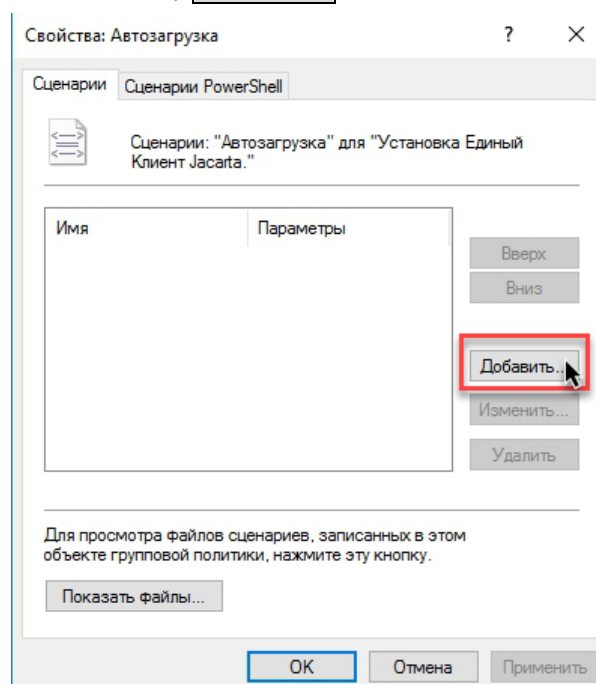 Свойства: Автозагрузка ? ×
Сценарии Сценарии PowerShell
Сценарии: "Автозагрузка" для "Установка Единый
Клиент Jacarta."
Имя Параметры
Вверх
Вниз
Добавить...
Изменить...
Удалить
Для просмотра файлов сценариев, записанных в этом
объекте групповой политики, нажмите эту кнопку.
Показать файлы...
ОК Отмена Применить